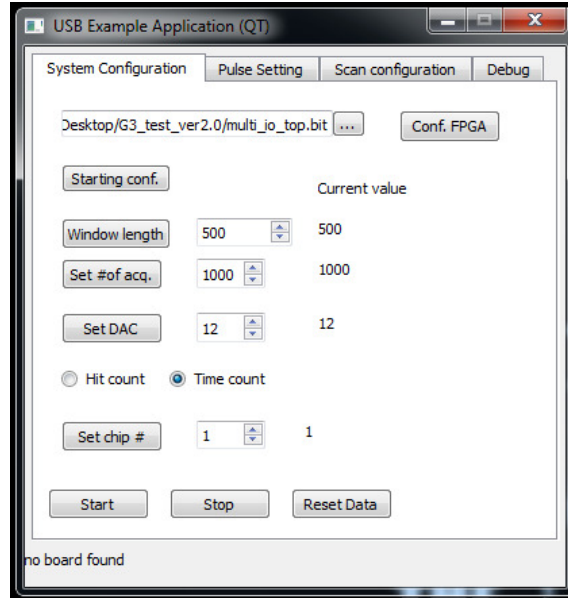 USB Example Application (QT)
System Configuration Pulse Setting Scan configuration Debug
Desktop/G3_test_ver2.0/multi_io_top.bit ... Conf. FPGA
Starting conf.
Current value
Window length 500 500
Set #of acq. 1000 1000
Set DAC 12 12
Hit count Time count
Set chip # 1 1
Start Stop Reset Data
no board found